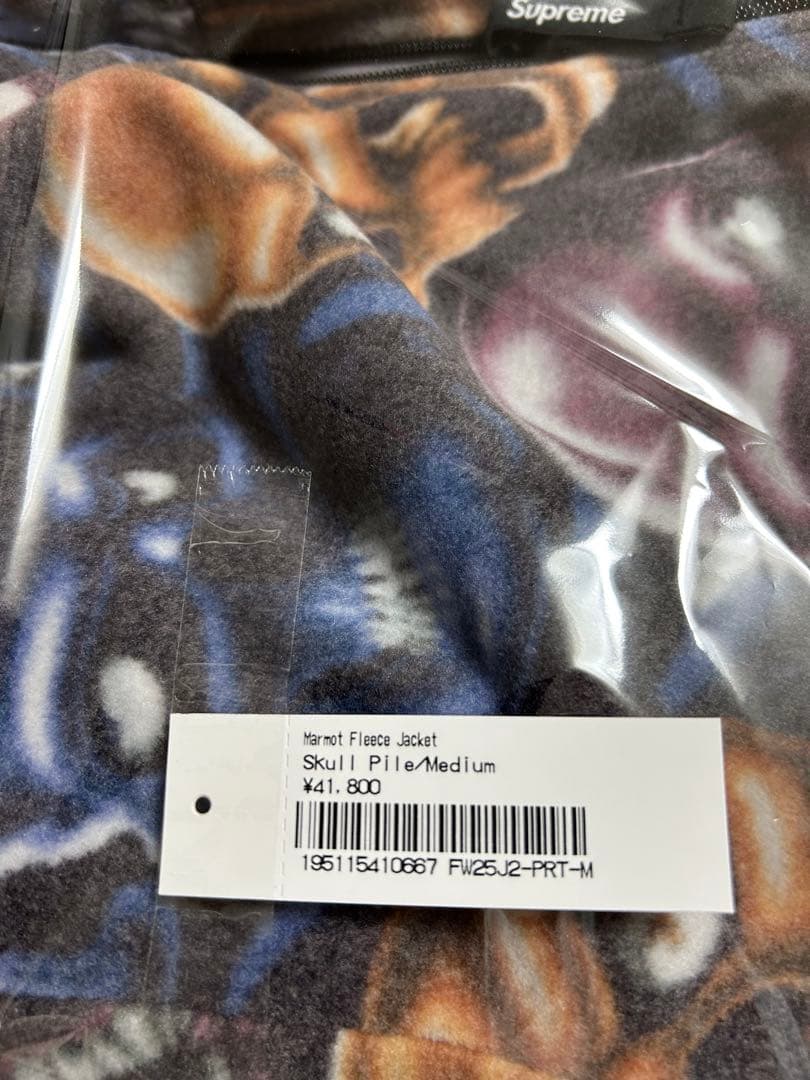 Supreme
Marmot Fleece Jacket
Skull Pile/Medium
¥41,800
195115410667 FW25J2-PRT-M